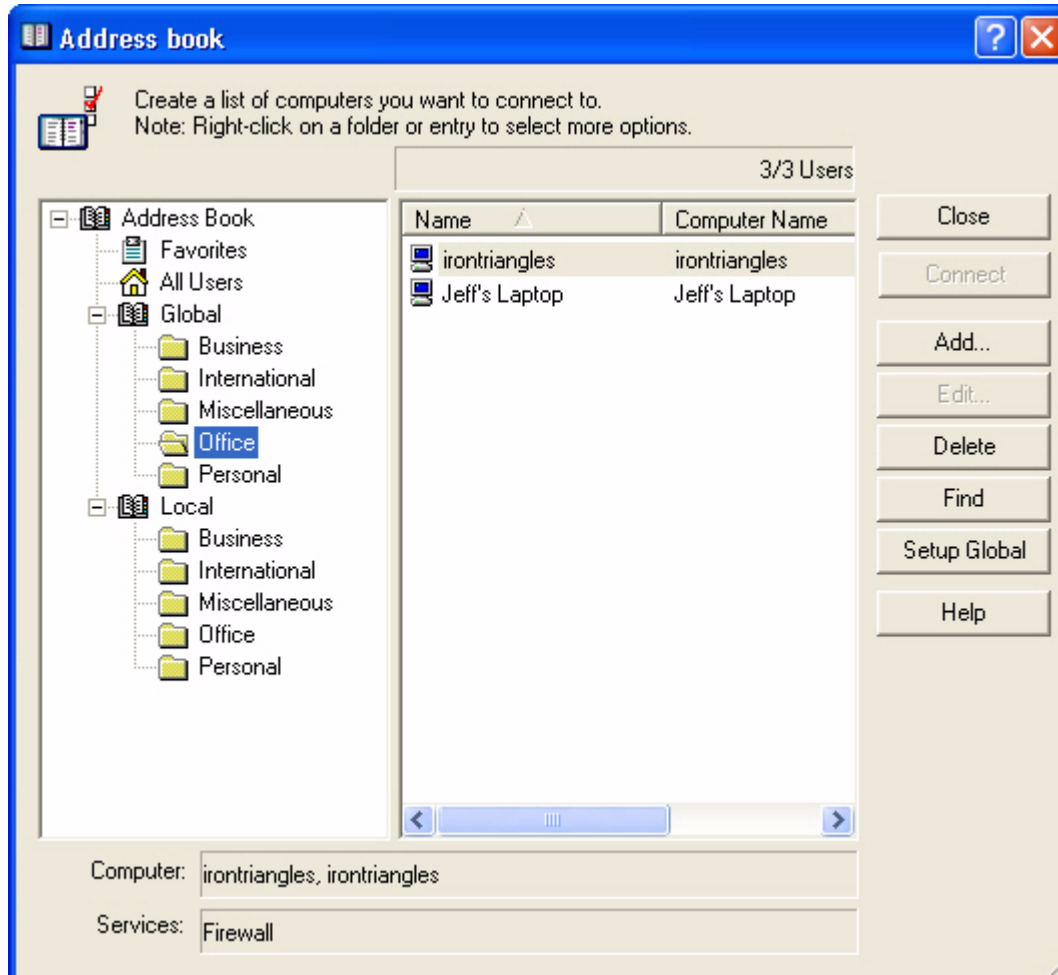 Address book
Create a list of computers you want to connect to.
Note: Right-click on a folder or entry to select more options.
3/3 Users
Address Book
Favorites
All Users
Global
Business
International
Miscellaneous
Office
Personal
Local
Business
International
Miscellaneous
Office
Personal
Name Computer Name
irontriangles irontriangles
Jeff's Laptop Jeff's Laptop
Close
Connect
Add...
Edit...
Delete
Find
Setup Global
Help
Computer: irontriangles, irontriangles
Services: Firewall